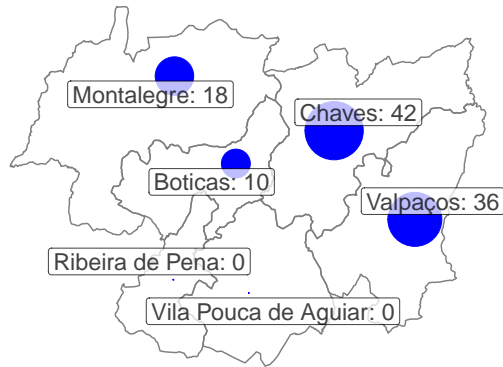 Montalegre: 18
Chaves: 42
Boticas: 10
Valpaços: 36
Ribeira de Pena: 0
Vila Pouca de Aguiar: 0